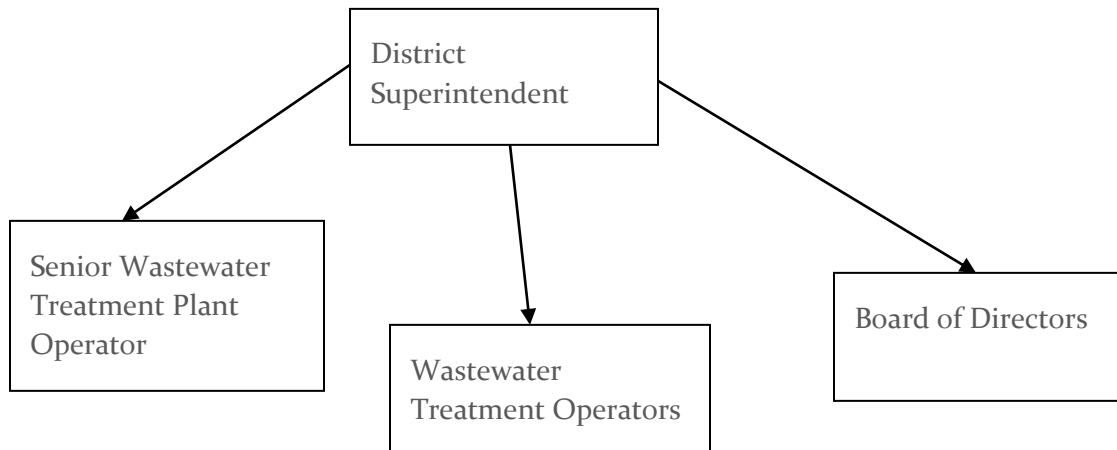 District
Superintendent
Senior Wastewater
Treatment Plant
Operator
Wastewater
Treatment Operators
Board of Directors